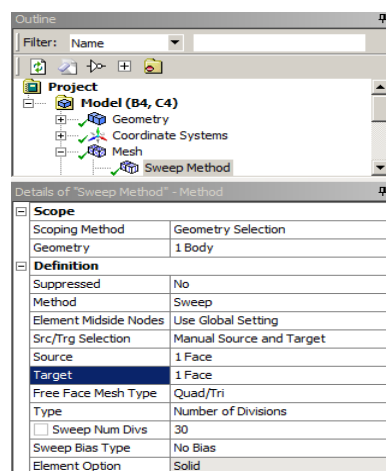 Outline
Filter: Name
Project
Model (B4, C4)
Geometry
Coordinate Systems
Mesh
Sweep Method
Details of "Sweep Method" - Method
Scope
Scoping Method Geometry Selection
Geometry 1 Body
Definition
Suppressed No
Method Sweep
Element Midside Nodes Use Global Setting
Src/Trg Selection Manual Source and Target
Source 1 Face
Target 1 Face
Free Face Mesh Type Quad/Tri
Type Number of Divisions
Sweep Num Divs 30
Sweep Bias Type No Bias
Element Option Solid